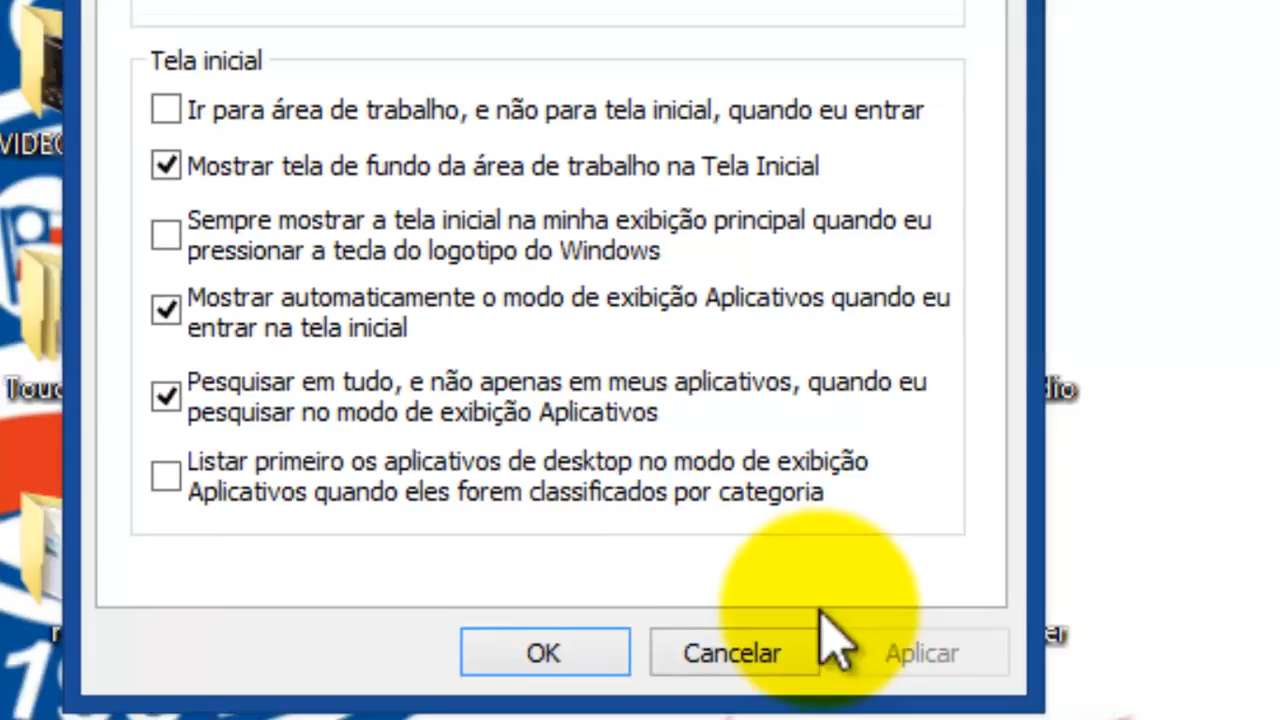 Tela inicial
Ir para área de trabalho, e não para tela inicial, quando eu entrar
Mostrar tela de fundo da área de trabalho na Tela Inicial
Sempre mostrar a tela inicial na minha exibição principal quando eu
pressionar a tecla do logotipo do Windows
Mostrar automaticamente o modo de exibição Aplicativos quando eu
entrar na tela inicial
Pesquisar em tudo, e não apenas em meus aplicativos, quando eu
pesquisar no modo de exibição Aplicativos
Listar primeiro os aplicativos de desktop no modo de exibição
Aplicativos quando eles forem classificados por categoria
OK
Cancelar
Aplicar